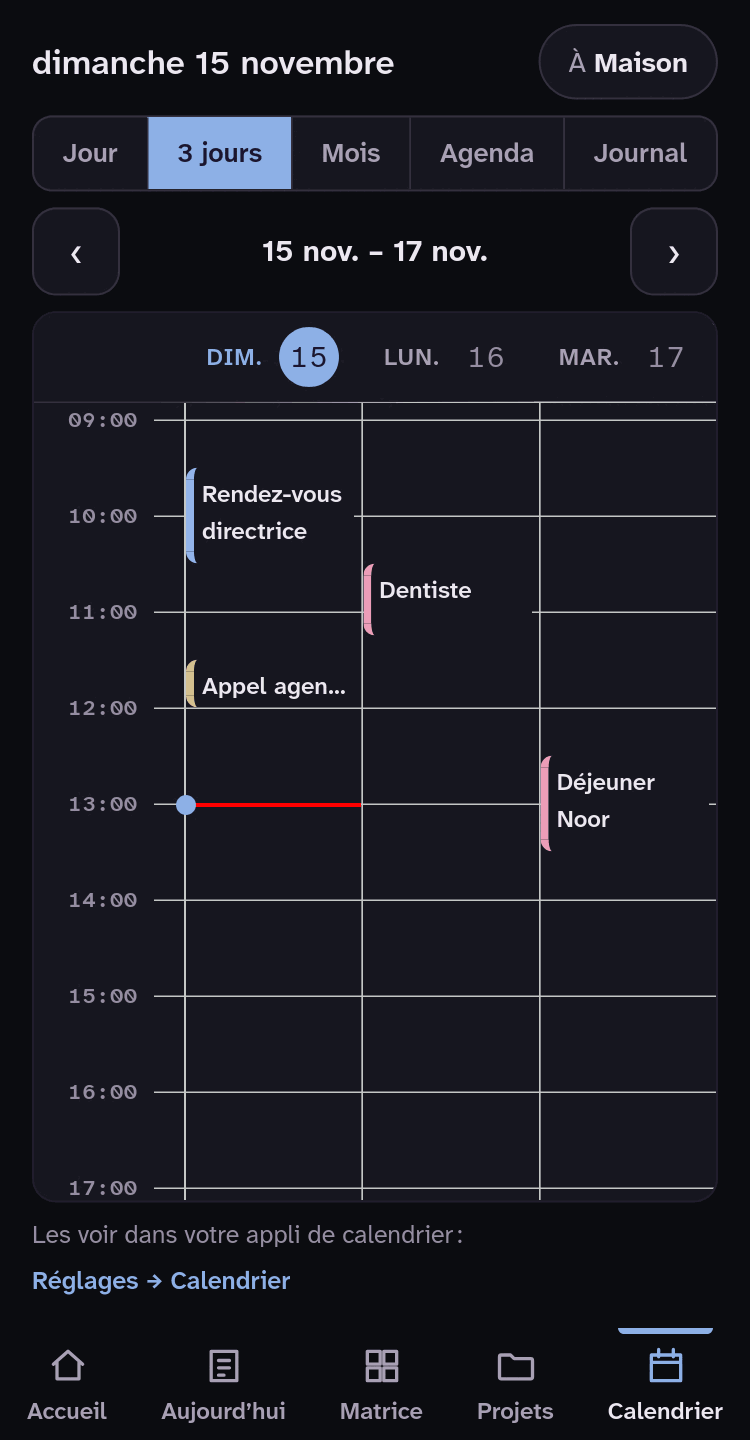 dimanche 15 novembre
À Maison
Jour 3 jours Mois Agenda Journal
‹ 15 nov. – 17 nov. ›
DIM. 15 LUN. 16 MAR. 17
09:00
Rendez-vous
10:00
directrice
Dentiste
11:00
Appel agen...
12:00
Déjeuner
13:00
Noor
14:00
15:00
16:00
17:00
Les voir dans votre appli de calendrier :
Réglages → Calendrier
Accueil Aujourd’hui Matrice Projets Calendrier